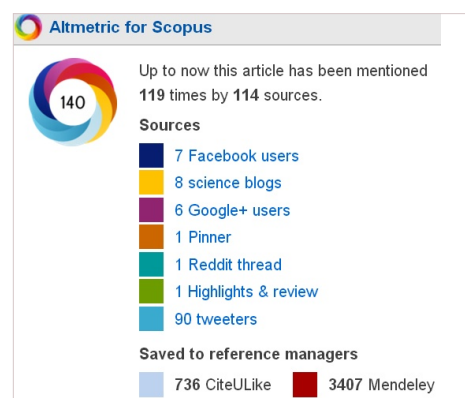 Altmetric for Scopus
140
Up to now this article has been mentioned
119 times by 114 sources.
Sources
7 Facebook users
8 science blogs
6 Google+ users
1 Pinner
1 Reddit thread
1 Highlights & review
90 tweeters
Saved to reference managers
736 CiteULike 3407 Mendeley